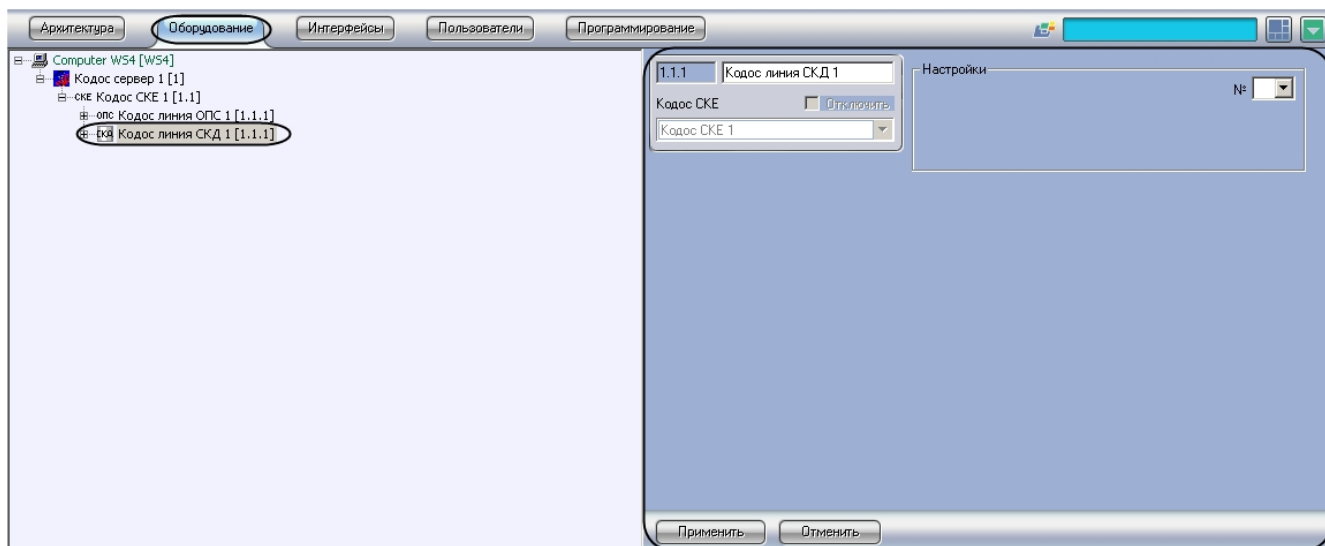 Архитектура Оборудование Интерфейсы Пользователи Программирование
Computer WS4 [WS4]
Кодос сервер 1 [1]
СКЕ Кодос СКЕ 1 [1.1]
ОПС Кодос линия ОПС 1 [1.1.1]
СКД Кодос линия СКД 1 [1.1.1]
1.1.1 Кодос линия СКД 1
Кодос СКЕ Отключить
Кодос СКЕ 1
Настройки
№
Применить Отменить